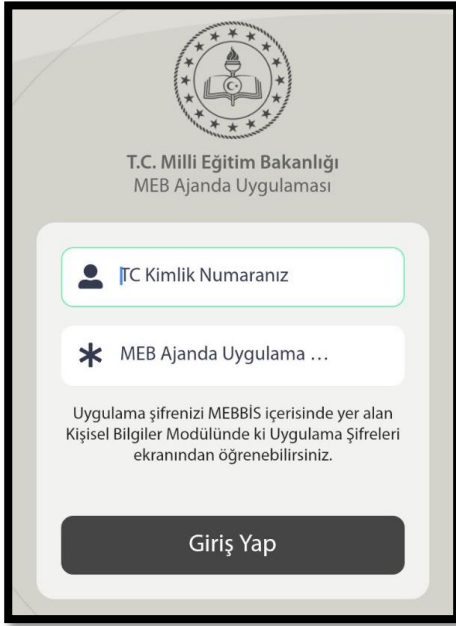 T.C. Milli Eğitim Bakanlığı
MEB Ajanda Uygulaması
TC Kimlik Numaranız
MEB Ajanda Uygulama ...
Uygulama şifrenizi MEBBİS içerisinde yer alan
Kişisel Bilgiler Modülünde ki Uygulama Şifreleri
ekranından öğrenebilirsiniz.
Giriş Yap